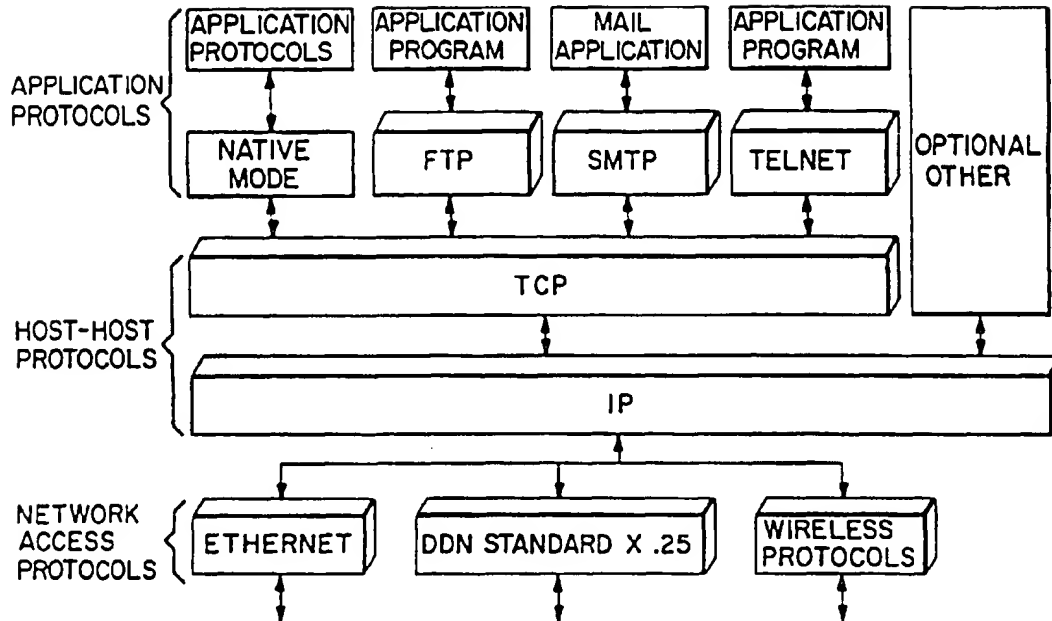 APPLICATION
PROTOCOLS
APPLICATION
PROTOCOLS
APPLICATION
PROGRAM
MAIL
APPLICATION
APPLICATION
PROGRAM
NATIVE
MODE
FTP
SMTP
TELNET
OPTIONAL
OTHER
HOST-HOST
PROTOCOLS
TCP
IP
NETWORK
ACCESS
PROTOCOLS
ETHERNET
DDN STANDARD X .25
WIRELESS
PROTOCOLS